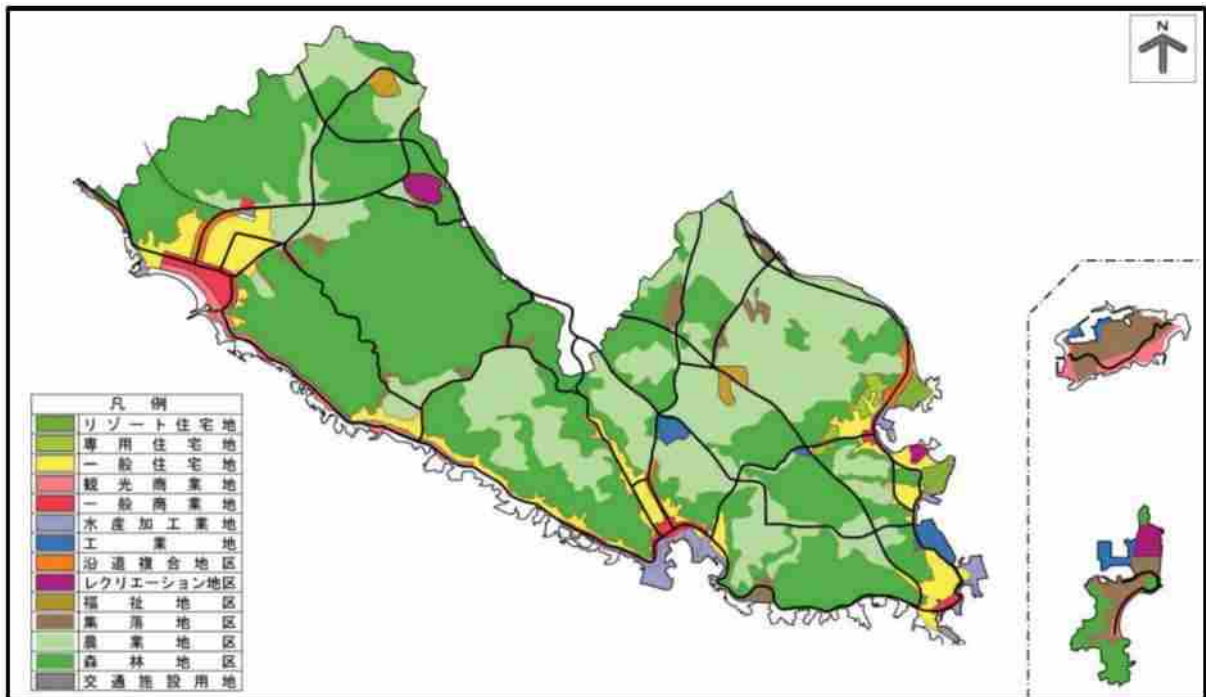 N
凡例
リゾート住宅地
専用住宅地
一般住宅地
観光商業地
一般商業地
水産加工業地
工業地
沿道複合地区
レクリエーション地区
福祉地区
集落地区
農業地区
森林地区
交通施設用地